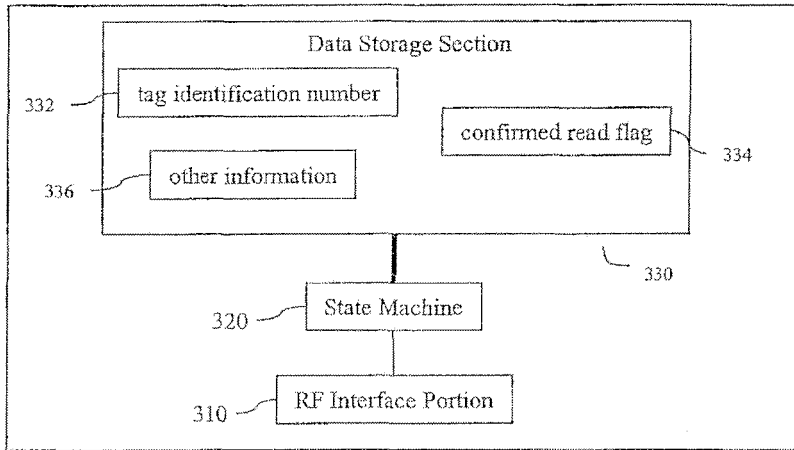 Data Storage Section
332
tag identification number
confirmed read flag
334
336
other information
330
320
State Machine
310
RF Interface Portion